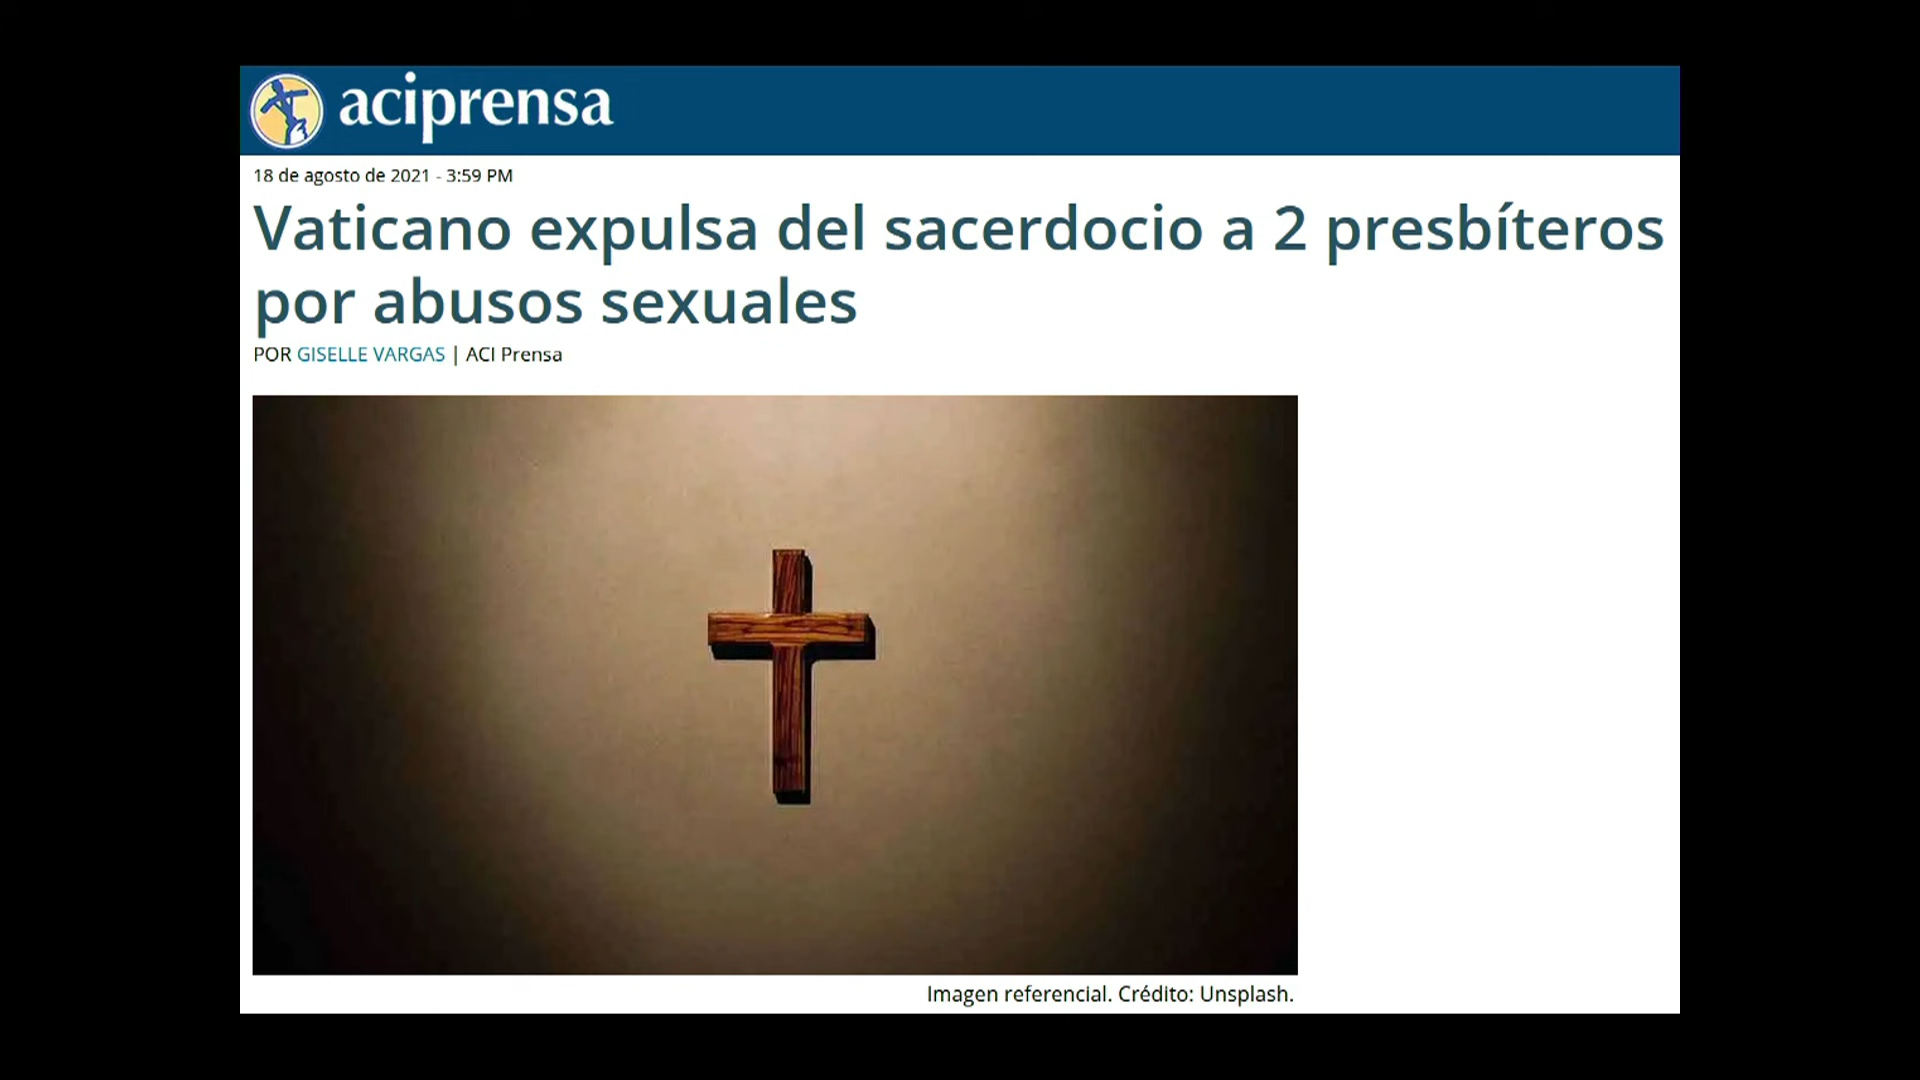 aciprensa
18 de agosto de 2021 - 3:59 PM
Vaticano expulsa del sacerdocio a 2 presbíteros
por abusos sexuales
POR GISELLE VARGAS | ACI Prensa
Imagen referencial. Crédito: Unsplash.